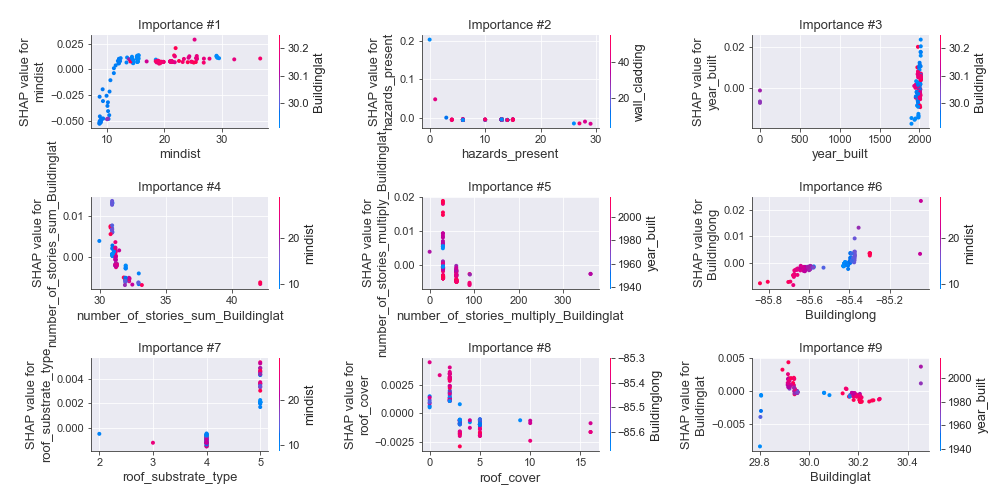 Importance #1
SHAP value for
mindist
0.025
0.000
−0.025
−0.050
10
20
30
mindist
30.2
30.1
30.0
Buildinglat
Importance #2
SHAP value for
hazards_present
0.2
0.1
0.0
0
10
20
30
hazards_present
40
20
wall_cladding
Importance #3
SHAP value for
year_built
0.02
0.00
0
500
1000
1500
2000
year_built
30.2
30.1
30.0
Buildinglat
Importance #4
SHAP value for
number_of_stories_sum_Buildinglat
0.01
0.00
30
35
40
number_of_stories_sum_Buildinglat
20
10
mindist
Importance #5
SHAP value for
number_of_stories_multiply_Buildinglat
0.02
0.01
0.00
0
100
200
300
number_of_stories_multiply_Buildinglat
2000
1980
1960
1940
year_built
Importance #6
SHAP value for
Buildinglong
0.02
0.01
0.00
−85.8
−85.6
−85.4
−85.2
Buildinglong
20
10
mindist
Importance #7
SHAP value for
roof_substrate_type
0.004
0.002
0.000
2
3
4
5
roof_substrate_type
20
10
mindist
Importance #8
SHAP value for
roof_cover
0.0025
0.0000
−0.0025
0
5
10
15
roof_cover
−85.3
−85.4
−85.5
−85.6
Buildinglong
Importance #9
SHAP value for
Buildinglat
0.005
0.000
−0.005
29.8
30.0
30.2
30.4
Buildinglat
2000
1980
1960
1940
year_built